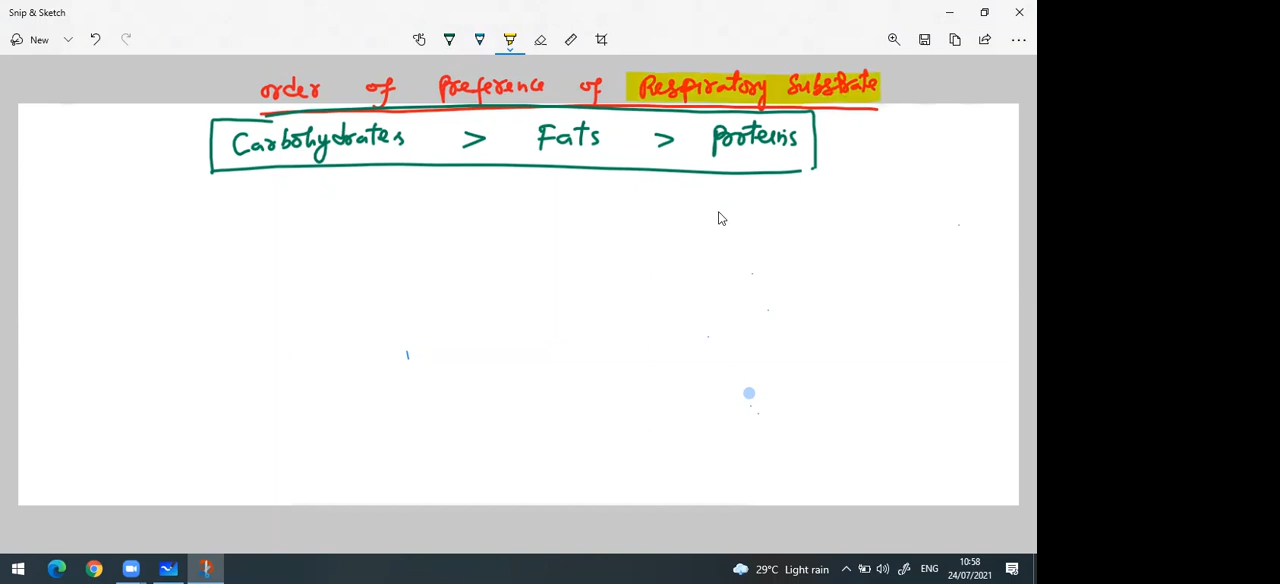 Snip & Sketch
New
order of Preference of Respiratory Substrate
Carbohydrates > Fats > Proteins
29°C Light rain
ENG
10:58
24/07/2021